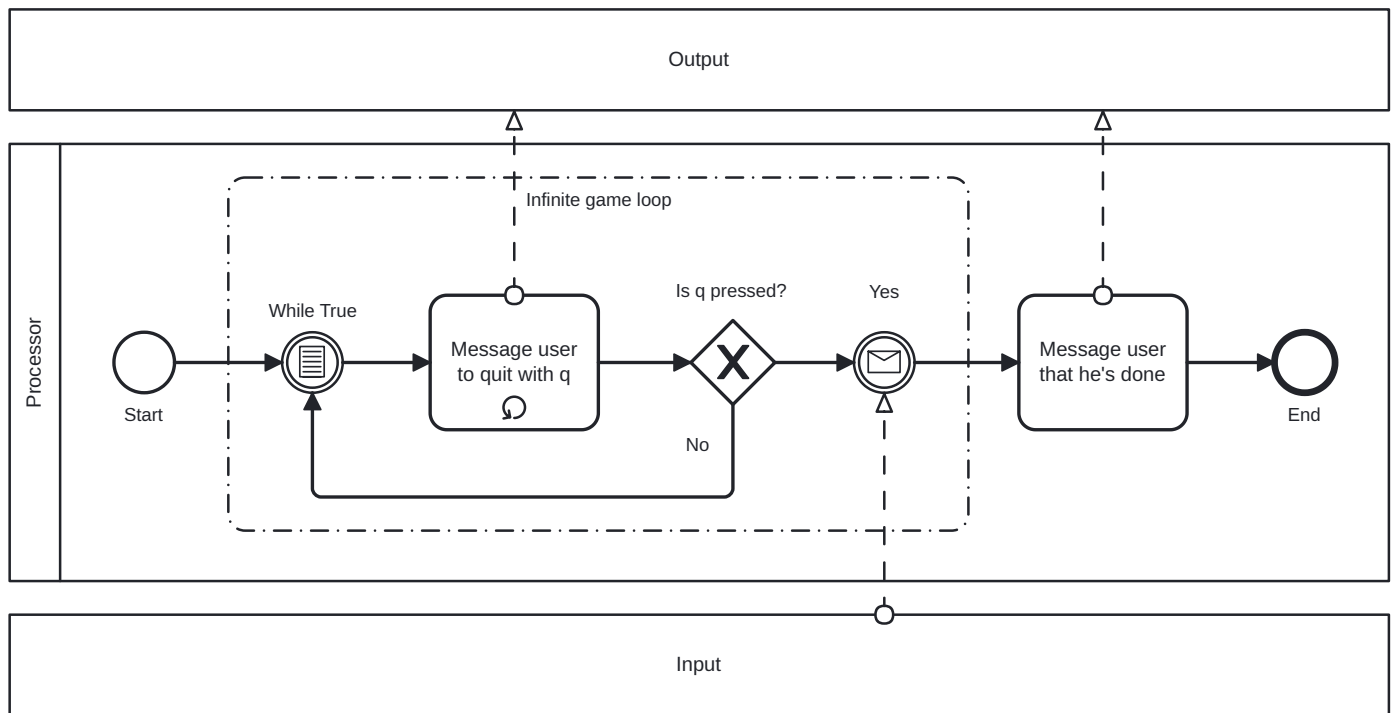 Output
Infinite game loop
Is q pressed?
Yes
While True
Message user
to quit with q
Message user
that he's done
Processor
Start
End
No
Input